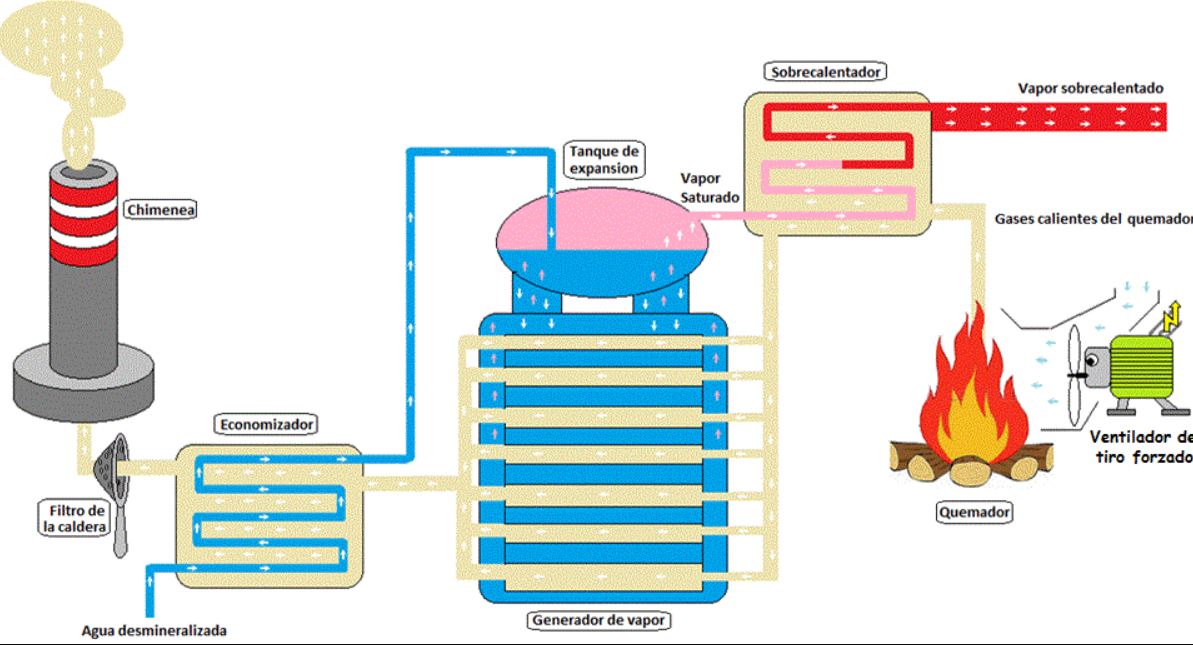 Sobrecalentador
Vapor sobrecalentado
Tanque de
expansion
Vapor
Saturado
Chimenea
Gases calientes del quemador
Economizador
Ventilador de
tiro forzado
Filtro de
la caldera
Quemador
Generador de vapor
Agua desmineralizada